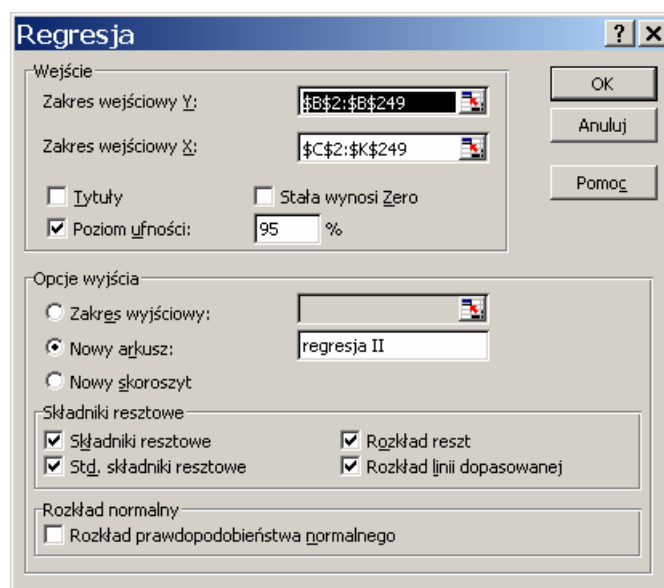 Regresja
Wejście
Zakres wejściowy Y: $B$2:$B$249
Zakres wejściowy X: $C$2:$K$249
Tytuły Stała wynosi Zero
Poziom ufności: 95 %
OK
Anuluj
Pomoc
Opcje wyjścia
Zakres wyjściowy:
Nowy arkusz: regresja II
Nowy skoroszyt
Składniki resztowe
Składniki resztowe Rozkład reszt
Std. składniki resztowe Rozkład linii dopasowanej
Rozkład normalny
Rozkład prawdopodobieństwa normalnego